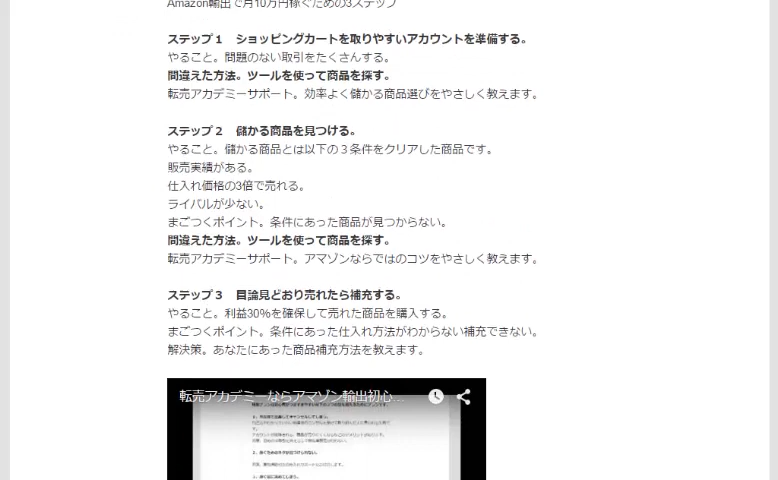 Amazon輸出で月10万円稼ぐための3ステップ
ステップ１　ショッピングカートを取りやすいアカウントを準備する。
やること。問題のない取引をたくさんする。
間違えた方法。ツールを使って商品を探す。
転売アカデミーサポート。効率よく儲かる商品選びをやさしく教えます。
ステップ２　儲かる商品を見つける。
やること。儲かる商品とは以下の３条件をクリアした商品です。
販売実績がある。
仕入れ価格の3倍で売れる。
ライバルが少ない。
まごつくポイント。条件にあった商品が見つからない。
間違えた方法。ツールを使って商品を探す。
転売アカデミーサポート。アマゾンならではのコツをやさしく教えます。
ステップ３　目論見どおり売れたら補充する。
やること。利益30%を確保して売れた商品を購入する。
まごつくポイント。条件にあった仕入れ方法がわからない補充できない。
解決策。あなたにあった商品補充方法を教えます。
転売アカデミーならアマゾン輸出初心...